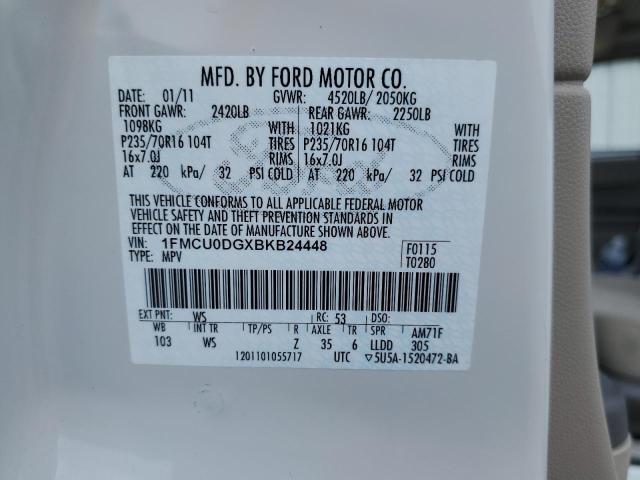 MFD. BY FORD MOTOR CO.
DATE: 01/11 GVWR: 4520LB/ 2050KG
FRONT GAWR: 2420LB REAR GAWR: 2250LB
1098KG WITH 1021KG WITH
P235/70R16 104T TIRES P235/70R16 104T TIRES
16x7.0J RIMS 16x7.0J RIMS
AT 220 kPa/ 32 PSI COLD AT 220 kPa/ 32 PSI COLD
THIS VEHICLE CONFORMS TO ALL APPLICABLE FEDERAL MOTOR
VEHICLE SAFETY AND THEFT PREVENTION STANDARDS IN
EFFECT ON THE DATE OF MANUFACTURE SHOWN ABOVE.
VIN: 1FMCU0DGXBKB24448 F0115
TYPE: MPV T0280
EXT PNT: WS RC: 53 DSO:
WB INT TR TP/PS R AXLE TR SPR AM71F
103 WS Z 35 6 LLDD 305
1201101055717 UTC ▽5U5A-1520472-BA